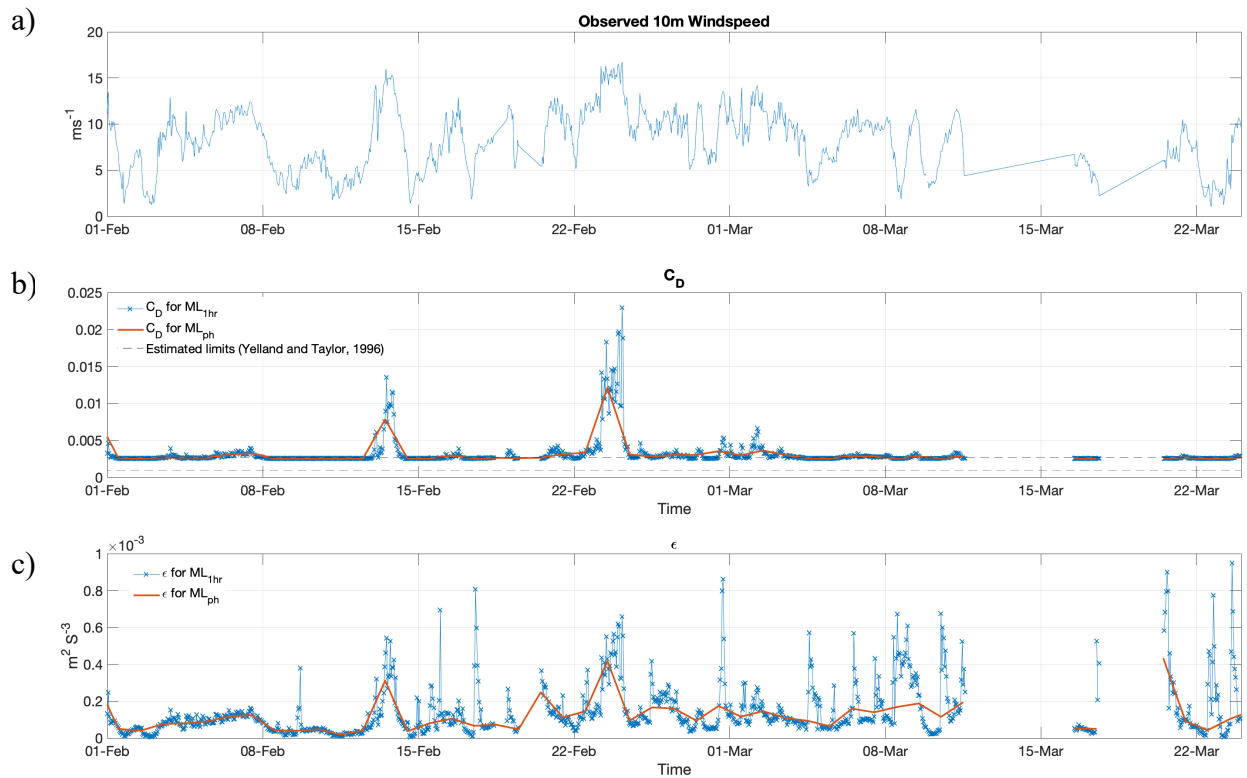 a)
Observed 10m Windspeed
20
15
10
5
0
ms-1
01-Feb 08-Feb 15-Feb 22-Feb 01-Mar 08-Mar 15-Mar 22-Mar
b)
CD
0.025
0.02
0.015
0.01
0.005
0
CD for ML1hr
CD for MLph
Estimated limits (Yelland and Taylor, 1996)
01-Feb 08-Feb 15-Feb 22-Feb 01-Mar 08-Mar 15-Mar 22-Mar
Time
c)
×10-3
ϵ
1
0.8
0.6
0.4
0.2
0
m2 S-3
ϵ for ML1hr
ϵ for MLph
01-Feb 08-Feb 15-Feb 22-Feb 01-Mar 08-Mar 15-Mar 22-Mar
Time